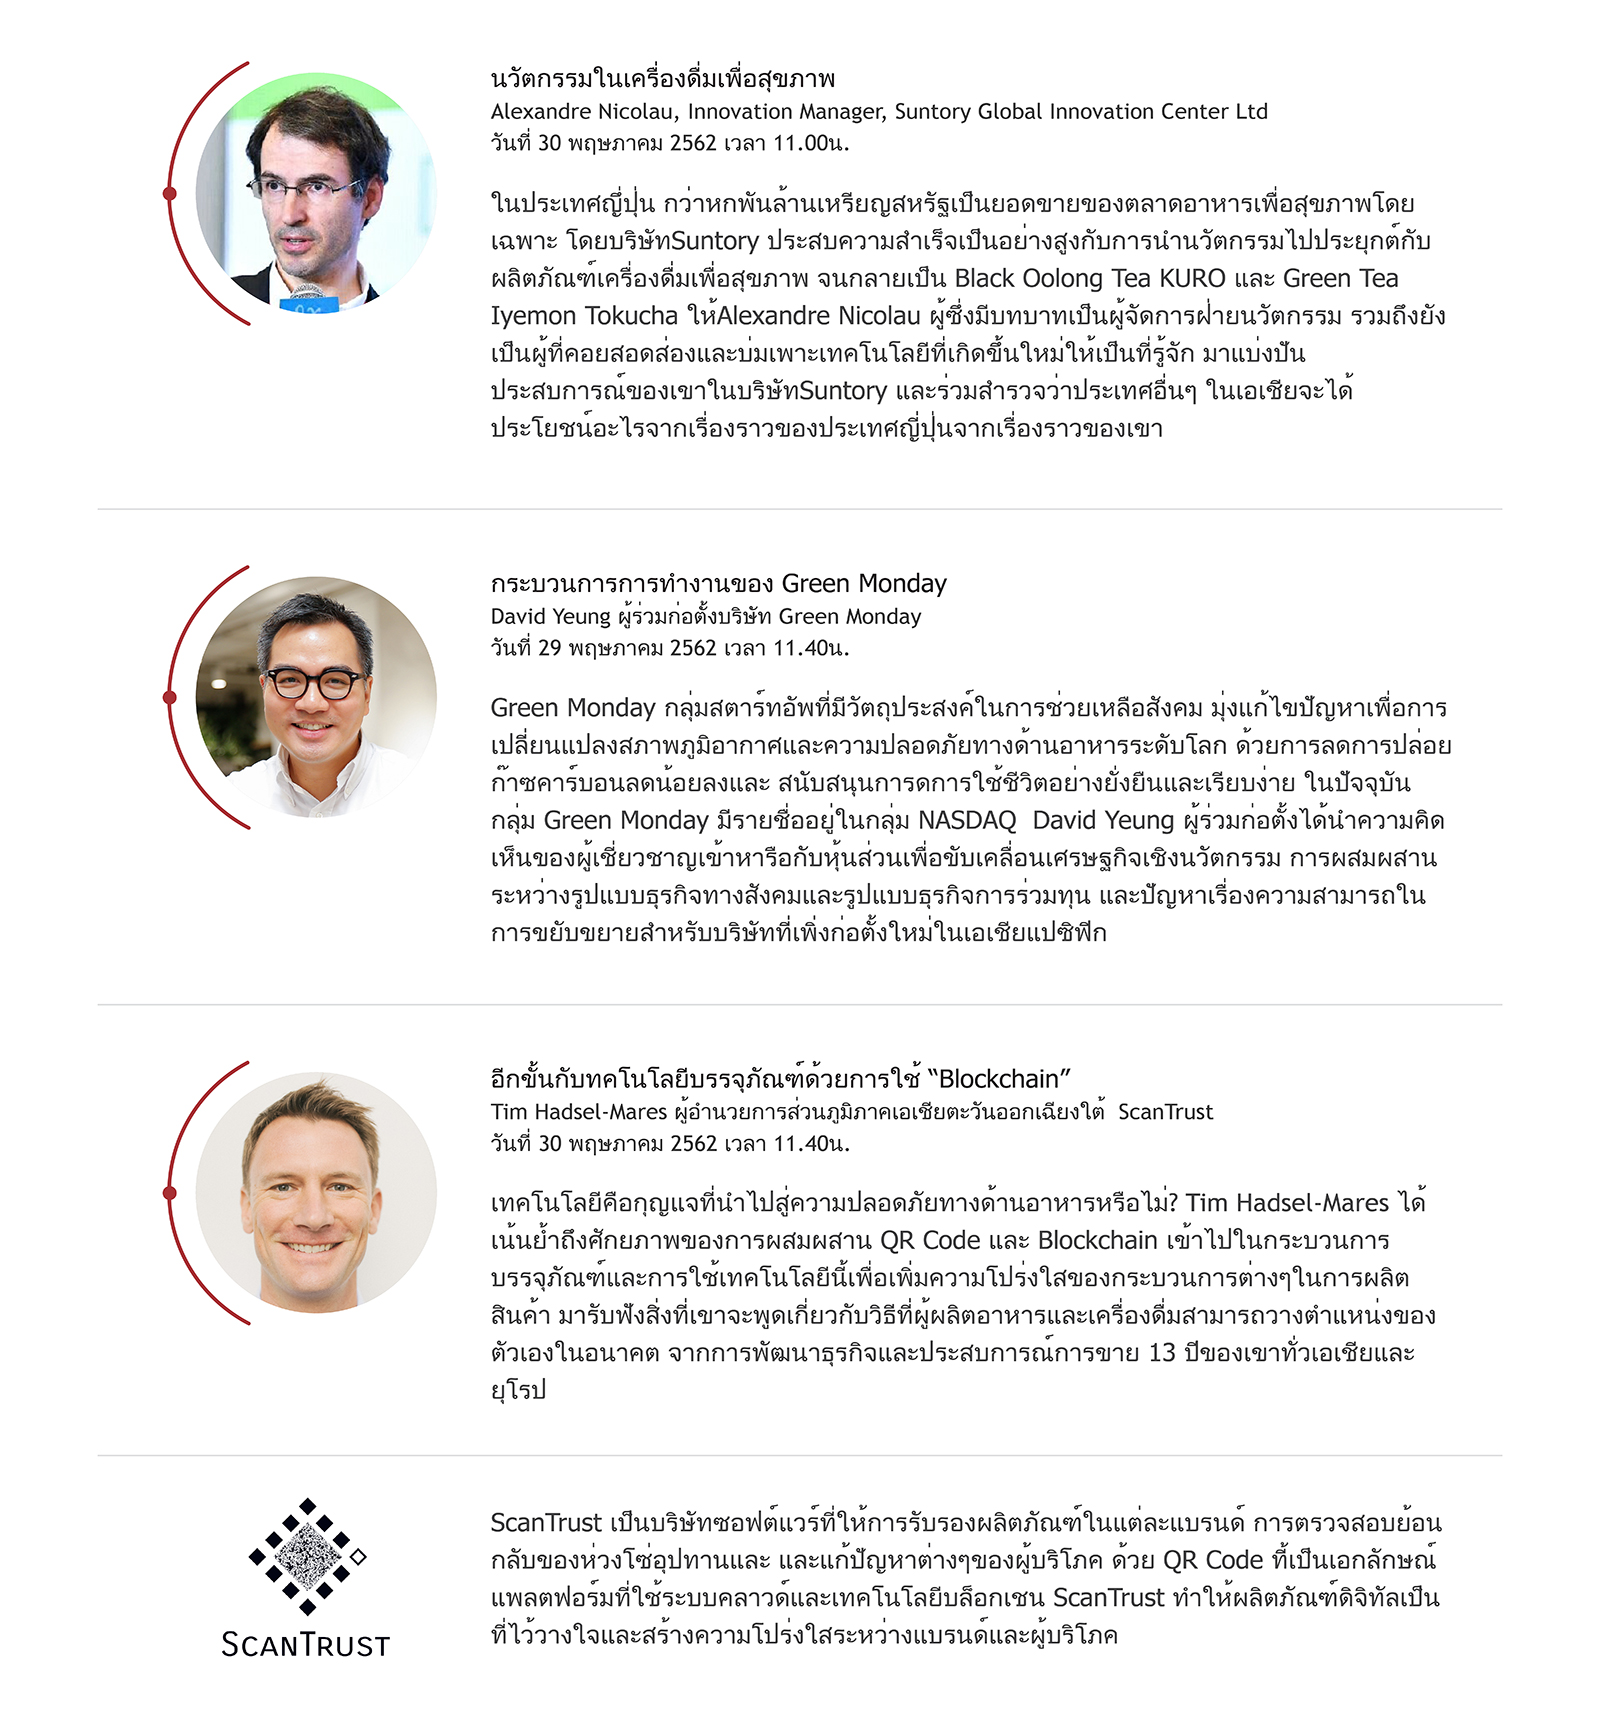 นวัตกรรมในเครื่องดื่มเพื่อสุขภาพ
Alexandre Nicolau, Innovation Manager, Suntory Global Innovation Center Ltd
วันที่ 30 พฤษภาคม 2562 เวลา 11.00น.
ในประเทศญึ่ปุ่น กว่าหกพันล้านเหรียญสหรัฐเป็นยอดขายของตลาดอาหารเพื่อสุขภาพโดย
เฉพาะ โดยบริษัทSuntory ประสบความสำเร็จเป็นอย่างสูงกับการนำนวัตกรรมไปประยุกต์กับ
ผลิตภัณฑ์เครื่องดื่มเพื่อสุขภาพ จนกลายเป็น Black Oolong Tea KURO และ Green Tea
Iyemon Tokucha ให้Alexandre Nicolau ผู้ซึ่งมีบทบาทเป็นผู้จัดการฝ่ายนวัตกรรม รวมถึงยัง
เป็นผู้ที่คอยสอดส่องและบ่มเพาะเทคโนโลยีที่เกิดขึ้นใหม่ให้เป็นที่รู้จัก มาแบ่งปัน
ประสบการณ์ของเขาในบริษัทSuntory และร่วมสำรวจว่าประเทศอื่นๆ ในเอเชียจะได้
ประโยชน์อะไรจากเรื่องราวของประเทศญี่ปุ่นจากเรื่องราวของเขา
กระบวนการการทำงานของ Green Monday
David Yeung ผู้ร่วมก่อตั้งบริษัท Green Monday
วันที่ 29 พฤษภาคม 2562 เวลา 11.40น.
Green Monday กลุ่มสตาร์ทอัพที่มีวัตถุประสงค์ในการช่วยเหลือสังคม มุ่งแก้ไขปัญหาเพื่อการ
เปลี่ยนแปลงสภาพภูมิอากาศและความปลอดภัยทางด้านอาหารระดับโลก ด้วยการลดการปล่อย
ก๊าซคาร์บอนลดน้อยลงและ สนับสนุนการดการใช้ชีวิตอย่างยั่งยืนและเรียบง่าย ในปัจจุบัน
กลุ่ม Green Monday มีรายชื่ออยู่ในกลุ่ม NASDAQ  David Yeung ผู้ร่วมก่อตั้งได้นำความคิด
เห็นของผู้เชี่ยวชาญเข้าหารือกับหุ้นส่วนเพื่อขับเคลื่อนเศรษฐกิจเชิงนวัตกรรม การผสมผสาน
ระหว่างรูปแบบธุรกิจทางสังคมและรูปแบบธุรกิจการร่วมทุน และปัญหาเรื่องความสามารถใน
การขยับขยายสำหรับบริษัทที่เพิ่งก่อตั้งใหม่ในเอเชียแปซิฟิก
อีกขั้นกับทคโนโลยีบรรจุภัณฑ์ด้วยการใช้ “Blockchain”
Tim Hadsel-Mares ผู้อำนวยการส่วนภูมิภาคเอเชียตะวันออกเฉียงใต้  ScanTrust
วันที่ 30 พฤษภาคม 2562 เวลา 11.40น.
เทคโนโลยีคือกุญแจที่นำไปสู่ความปลอดภัยทางด้านอาหารหรือไม่? Tim Hadsel-Mares ได้
เน้นย้ำถึงศักยภาพของการผสมผสาน QR Code และ Blockchain เข้าไปในกระบวนการ
บรรจุภัณฑ์และการใช้เทคโนโลยีนี้เพื่อเพิ่มความโปร่งใสของกระบวนการต่างๆในการผลิต
สินค้า มารับฟังสิ่งที่เขาจะพูดเกี่ยวกับวิธีที่ผู้ผลิตอาหารและเครื่องดื่มสามารถวางตำแหน่งของ
ตัวเองในอนาคต จากการพัฒนาธุรกิจและประสบการณ์การขาย 13 ปีของเขาทั่วเอเชียและ
ยุโรป
ScanTrust เป็นบริษัทซอฟต์แวร์ที่ให้การรับรองผลิตภัณฑ์ในแต่ละแบรนด์ การตรวจสอบย้อน
กลับของห่วงโซ่อุปทานและ และแก้ปัญหาต่างๆของผู้บริโภค ด้วย QR Code ที่เป็นเอกลักษณ์
แพลตฟอร์มที่ใช้ระบบคลาวด์และเทคโนโลยีบล็อกเชน ScanTrust ทำให้ผลิตภัณฑ์ดิจิทัลเป็น
ที่ไว้วางใจและสร้างความโปร่งใสระหว่างแบรนด์และผู้บริโภค
SCANTRUST